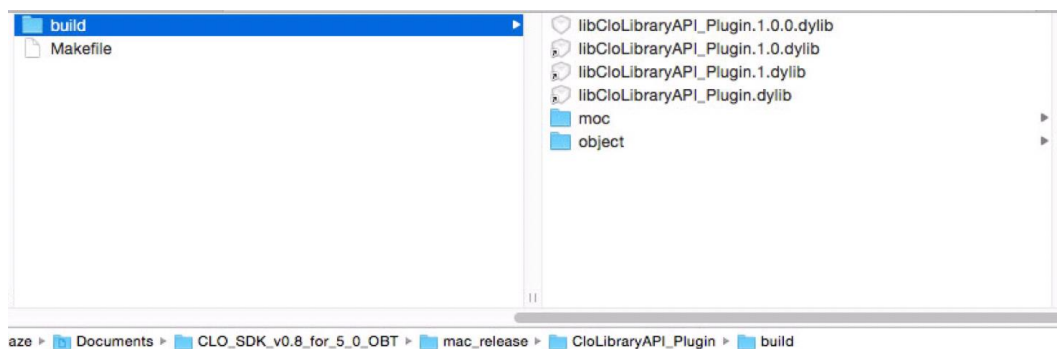 build
Makefile
libCloLibraryAPI_Plugin.1.0.0.dylib
libCloLibraryAPI_Plugin.1.0.dylib
libCloLibraryAPI_Plugin.1.dylib
libCloLibraryAPI_Plugin.dylib
moc
object
aze ▸ Documents ▸ CLO_SDK_v0.8_for_5_0_OBT ▸ mac_release ▸ CloLibraryAPI_Plugin ▸ build